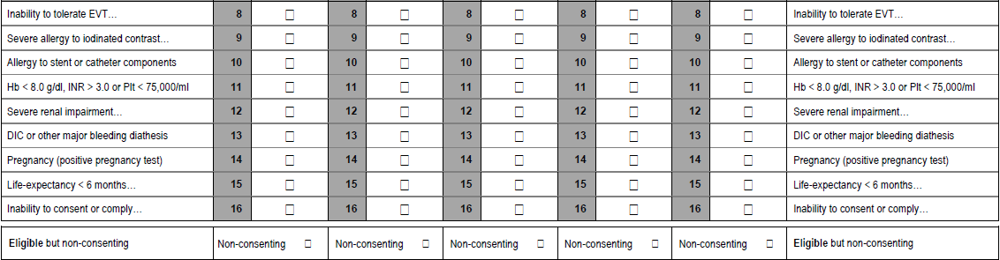 Inability to tolerate EVT… 8 ☐ 8 ☐ 8 ☐ 8 ☐ 8 ☐ Inability to tolerate EVT…
Severe allergy to iodinated contrast… 9 ☐ 9 ☐ 9 ☐ 9 ☐ 9 ☐ Severe allergy to iodinated contrast…
Allergy to stent or catheter components 10 ☐ 10 ☐ 10 ☐ 10 ☐ 10 ☐ Allergy to stent or catheter components
Hb < 8.0 g/dl, INR > 3.0 or Plt < 75,000/ml 11 ☐ 11 ☐ 11 ☐ 11 ☐ 11 ☐ Hb < 8.0 g/dl, INR > 3.0 or Plt < 75,000/ml
Severe renal impairment… 12 ☐ 12 ☐ 12 ☐ 12 ☐ 12 ☐ Severe renal impairment…
DIC or other major bleeding diathesis 13 ☐ 13 ☐ 13 ☐ 13 ☐ 13 ☐ DIC or other major bleeding diathesis
Pregnancy (positive pregnancy test) 14 ☐ 14 ☐ 14 ☐ 14 ☐ 14 ☐ Pregnancy (positive pregnancy test)
Life-expectancy < 6 months… 15 ☐ 15 ☐ 15 ☐ 15 ☐ 15 ☐ Life-expectancy < 6 months…
Inability to consent or comply… 16 ☐ 16 ☐ 16 ☐ 16 ☐ 16 ☐ Inability to consent or comply…
Eligible but non-consenting Non-consenting ☐ Non-consenting ☐ Non-consenting ☐ Non-consenting ☐ Non-consenting ☐ Eligible but non-consenting